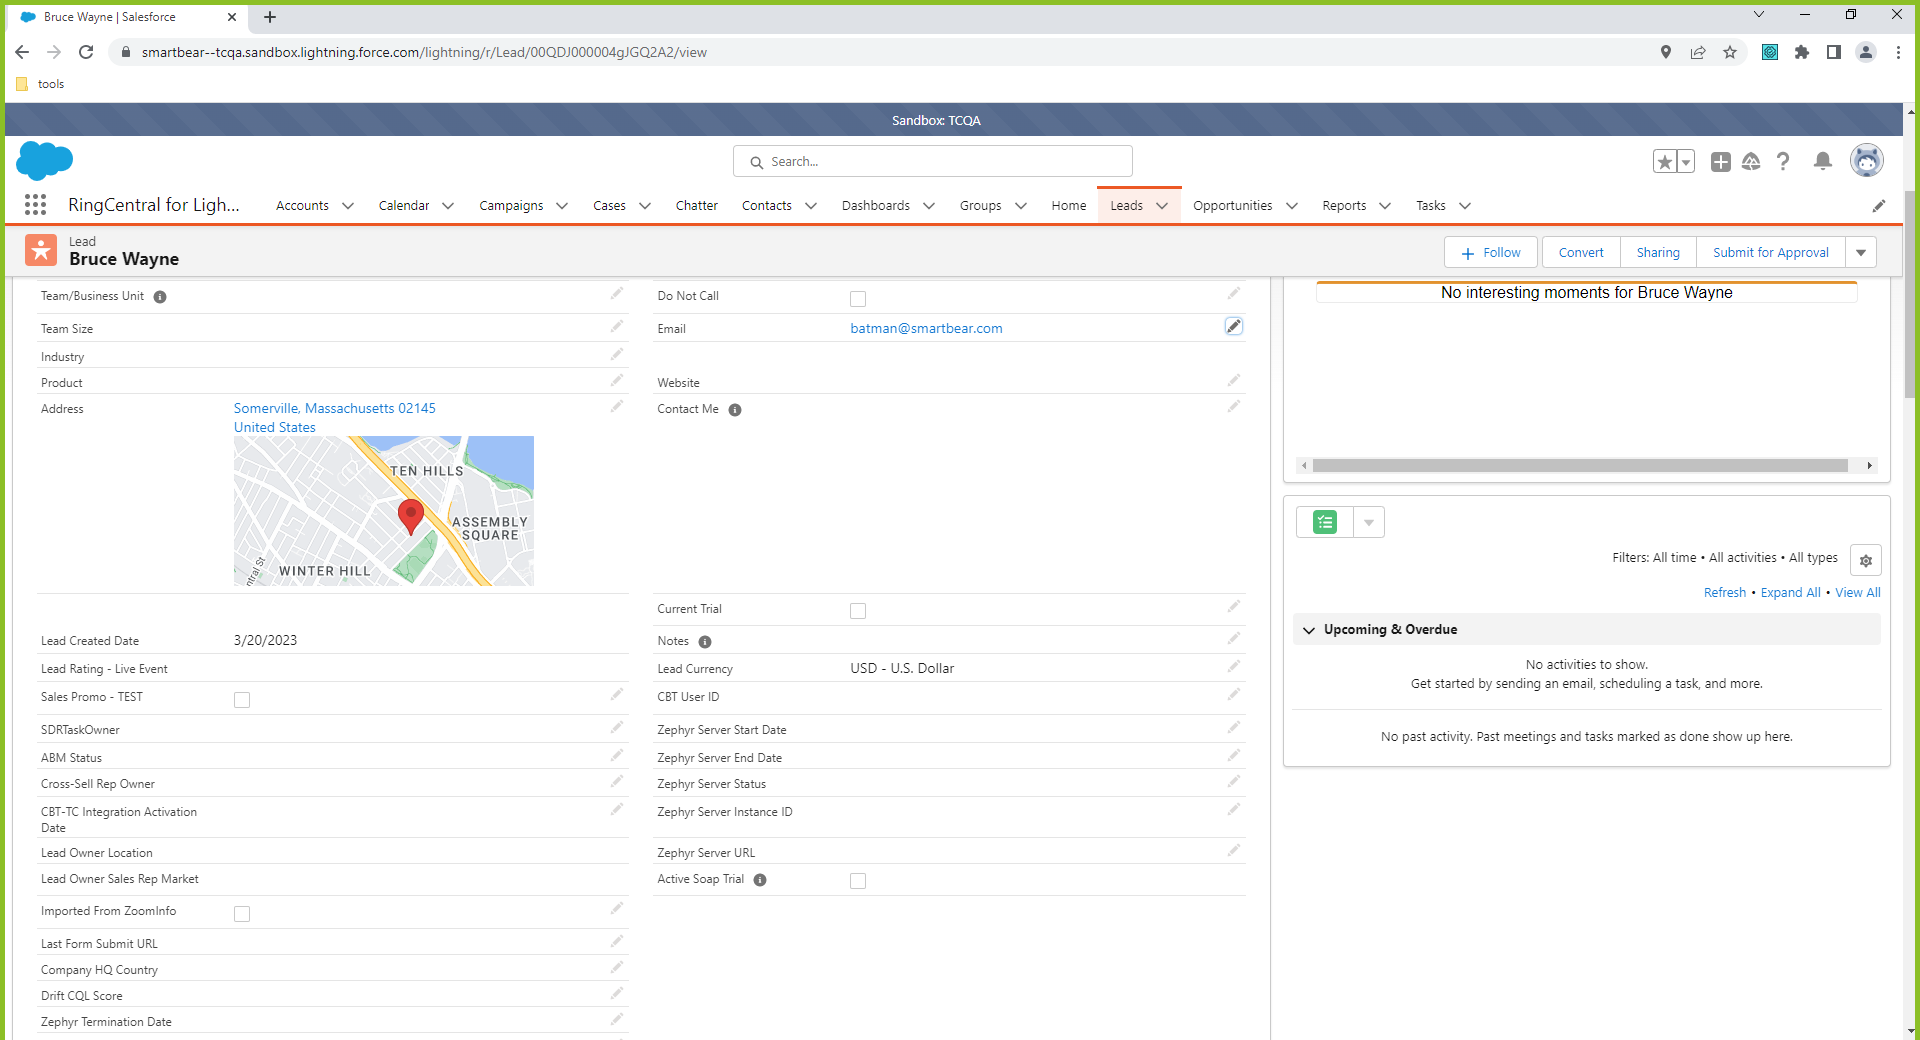 Bruce Wayne | Salesforce
smartbear--tcqa.sandbox.lightning.force.com/lightning/r/Lead/00QDJ000004gJGQ2A2/view
tools
Sandbox: TCQA
Search...
RingCentral for Ligh... Accounts Calendar Campaigns Cases Chatter Contacts Dashboards Groups Home Leads Opportunities Reports Tasks
Lead
Bruce Wayne
Follow Convert Sharing Submit for Approval
Team/Business Unit
Team Size
Industry
Product
Address
Somerville, Massachusetts 02145
United States
TEN HILLS
ASSEMBLY
SQUARE
WINTER HILL
ntral St
Lead Created Date 3/20/2023
Lead Rating - Live Event
Sales Promo - TEST
SDRTaskOwner
ABM Status
Cross-Sell Rep Owner
CBT-TC Integration Activation
Date
Lead Owner Location
Lead Owner Sales Rep Market
Imported From ZoomInfo
Last Form Submit URL
Company HQ Country
Drift CQL Score
Zephyr Termination Date
Do Not Call
Email batman@smartbear.com
Website
Contact Me
Current Trial
Notes
Lead Currency USD - U.S. Dollar
CBT User ID
Zephyr Server Start Date
Zephyr Server End Date
Zephyr Server Status
Zephyr Server Instance ID
Zephyr Server URL
Active Soap Trial
No interesting moments for Bruce Wayne
Filters: All time • All activities • All types
Refresh • Expand All • View All
Upcoming & Overdue
No activities to show.
Get started by sending an email, scheduling a task, and more.
No past activity. Past meetings and tasks marked as done show up here.